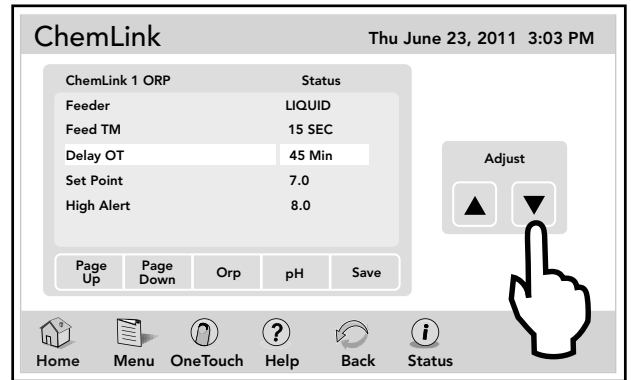 ChemLink Thu June 23, 2011 3:03 PM
ChemLink 1 ORP Status
Feeder LIQUID
Feed TM 15 SEC
Delay OT 45 Min
Set Point 7.0
High Alert 8.0
Adjust
Page Up Page Down Orp pH Save
Home Menu OneTouch Help Back Status